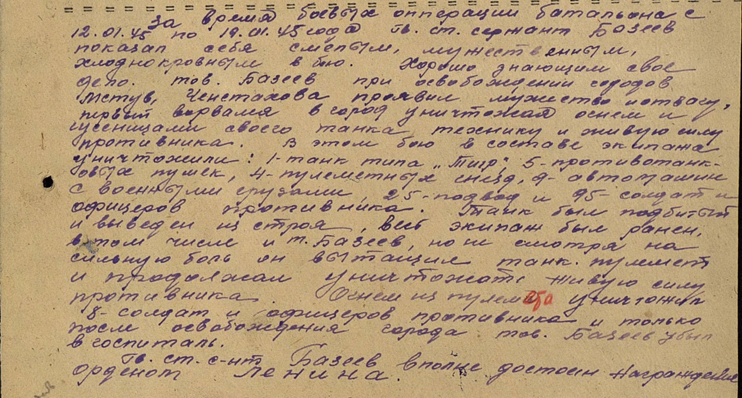 За время боевых опперации батальона с
12.01.45 по 19.01.45 года Гв. ст. сержант Базеев
показал себя смелым, мужественным,
хладнокровным в бою. Хорошо знающим свое
дело. тов. Базеев при освобождении городов
Мстув, Ченстахова проявил мужество и отвагу,
первый ворвался в город уничтожая огнем и
гусеницами своего танка технику и живую силу
противника. В этом бою в составе экипажа
уничтожили: 1-танк типа „Тигр", 5-противотанк-
овых пушек, 4-пулеметных гнезд, 9-автомашин
с военными грузами 25-подвод и 95-солдат и
офицеров противника. Танк был подбитый
и выведен из строя, весь экипаж был ранен,
в том числе и т. Базеев, но не смотря на
сильную боль он вытащил танк. пулемет
и продолжал уничтожать живую силу
противника. Огнем из пулемета уничтожил
8-солдат и офицеров противника и только
после освобождения города тов. Базеев убыл
в госпиталь.
Гв. ст. с-нт Базеев вполне достоин награждения
орденом Ленина.